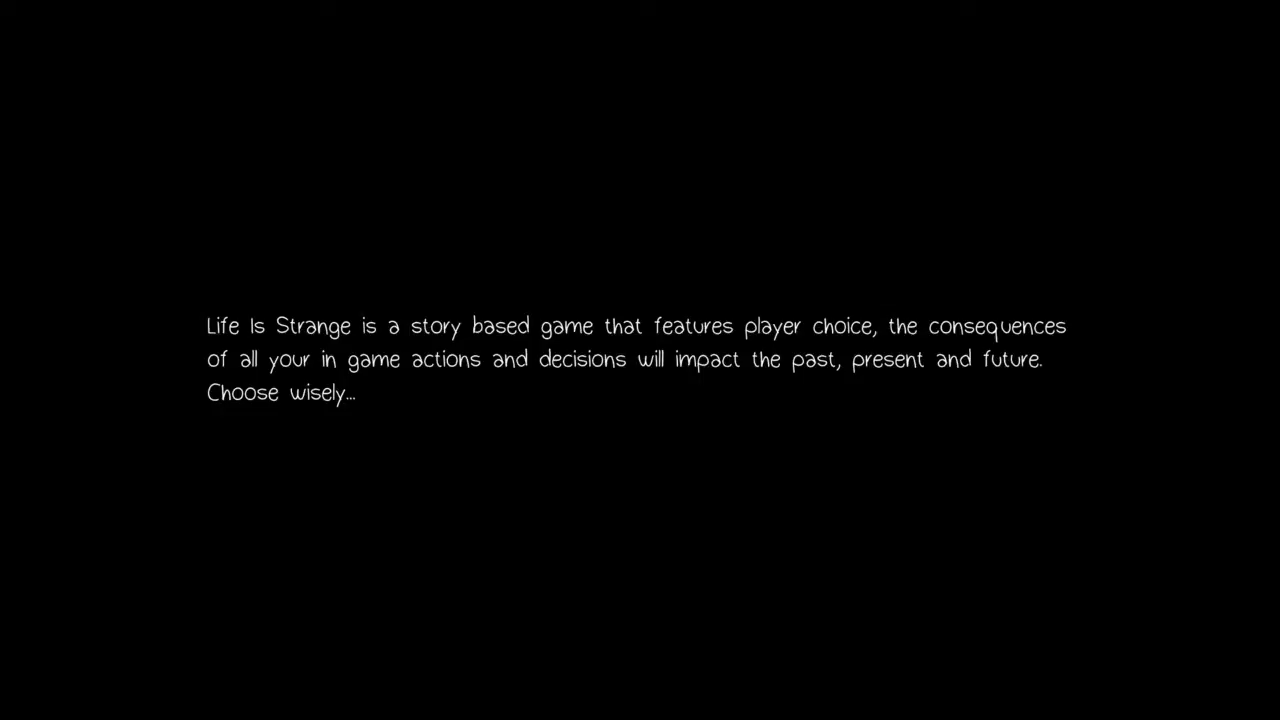 Life Is Strange is a story based game that features player choice, the consequences
of all your in game actions and decisions will impact the past, present and future.
Choose wisely...